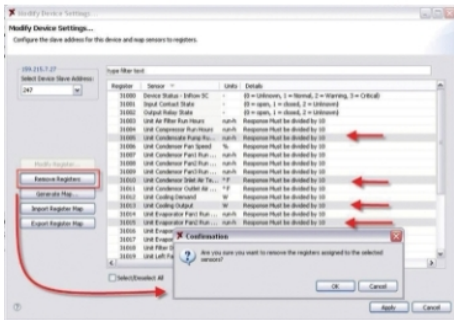 Modify Device Settings...
Modify Device Settings...
Configure the slave address for this device and map sensors to registers.
159.215.7.27
Select Device Slave Address:
247
type filter text
Register Sensor Units Details
31000 Device Status - InRow SC - (0 = Unknown, 1 = Normal, 2 = Warning, 3 = Critical)
31001 Input Contact State - (0 = open, 1 = closed, 2 = Unknown)
31002 Output Relay State - (0 = open, 1 = closed, 2 = Unknown)
31003 Unit Air Filter Run Hours run.h Response Must be divided by 10
31004 Unit Compressor Run Hours run.h Response Must be divided by 10
31005 Unit Condensate Pump Ru... run.h Response Must be divided by 10
31006 Unit Condenser Fan Speed % Response Must be divided by 10
31007 Unit Condenser Fan1 Run ... run.h Response Must be divided by 10
31008 Unit Condenser Fan2 Run ... run.h Response Must be divided by 10
31010 Unit Condenser Inlet Air Te... °F Response Must be divided by 10
31011 Unit Condenser Outlet Air ... °F Response Must be divided by 10
31012 Unit Cooling Demand W Response Must be divided by 10
31013 Unit Cooling Output W Response Must be divided by 10
31014 Unit Evaporator Fan1 Run ... run.h Response Must be divided by 10
31015 Unit Evaporator Fan2 Run ... run.h Response Must be divided by 10
31016 Unit Evapor
31017 Unit Evapor
31018 Unit Filter
31019 Unit Left Fa
Modify Register...
Remove Registers
Generate Map...
Import Register Map
Export Register Map
Select/Deselect All
Confirmation
Are you sure you want to remove the registers assigned to the selected
sensors?
OK Cancel
Apply Cancel